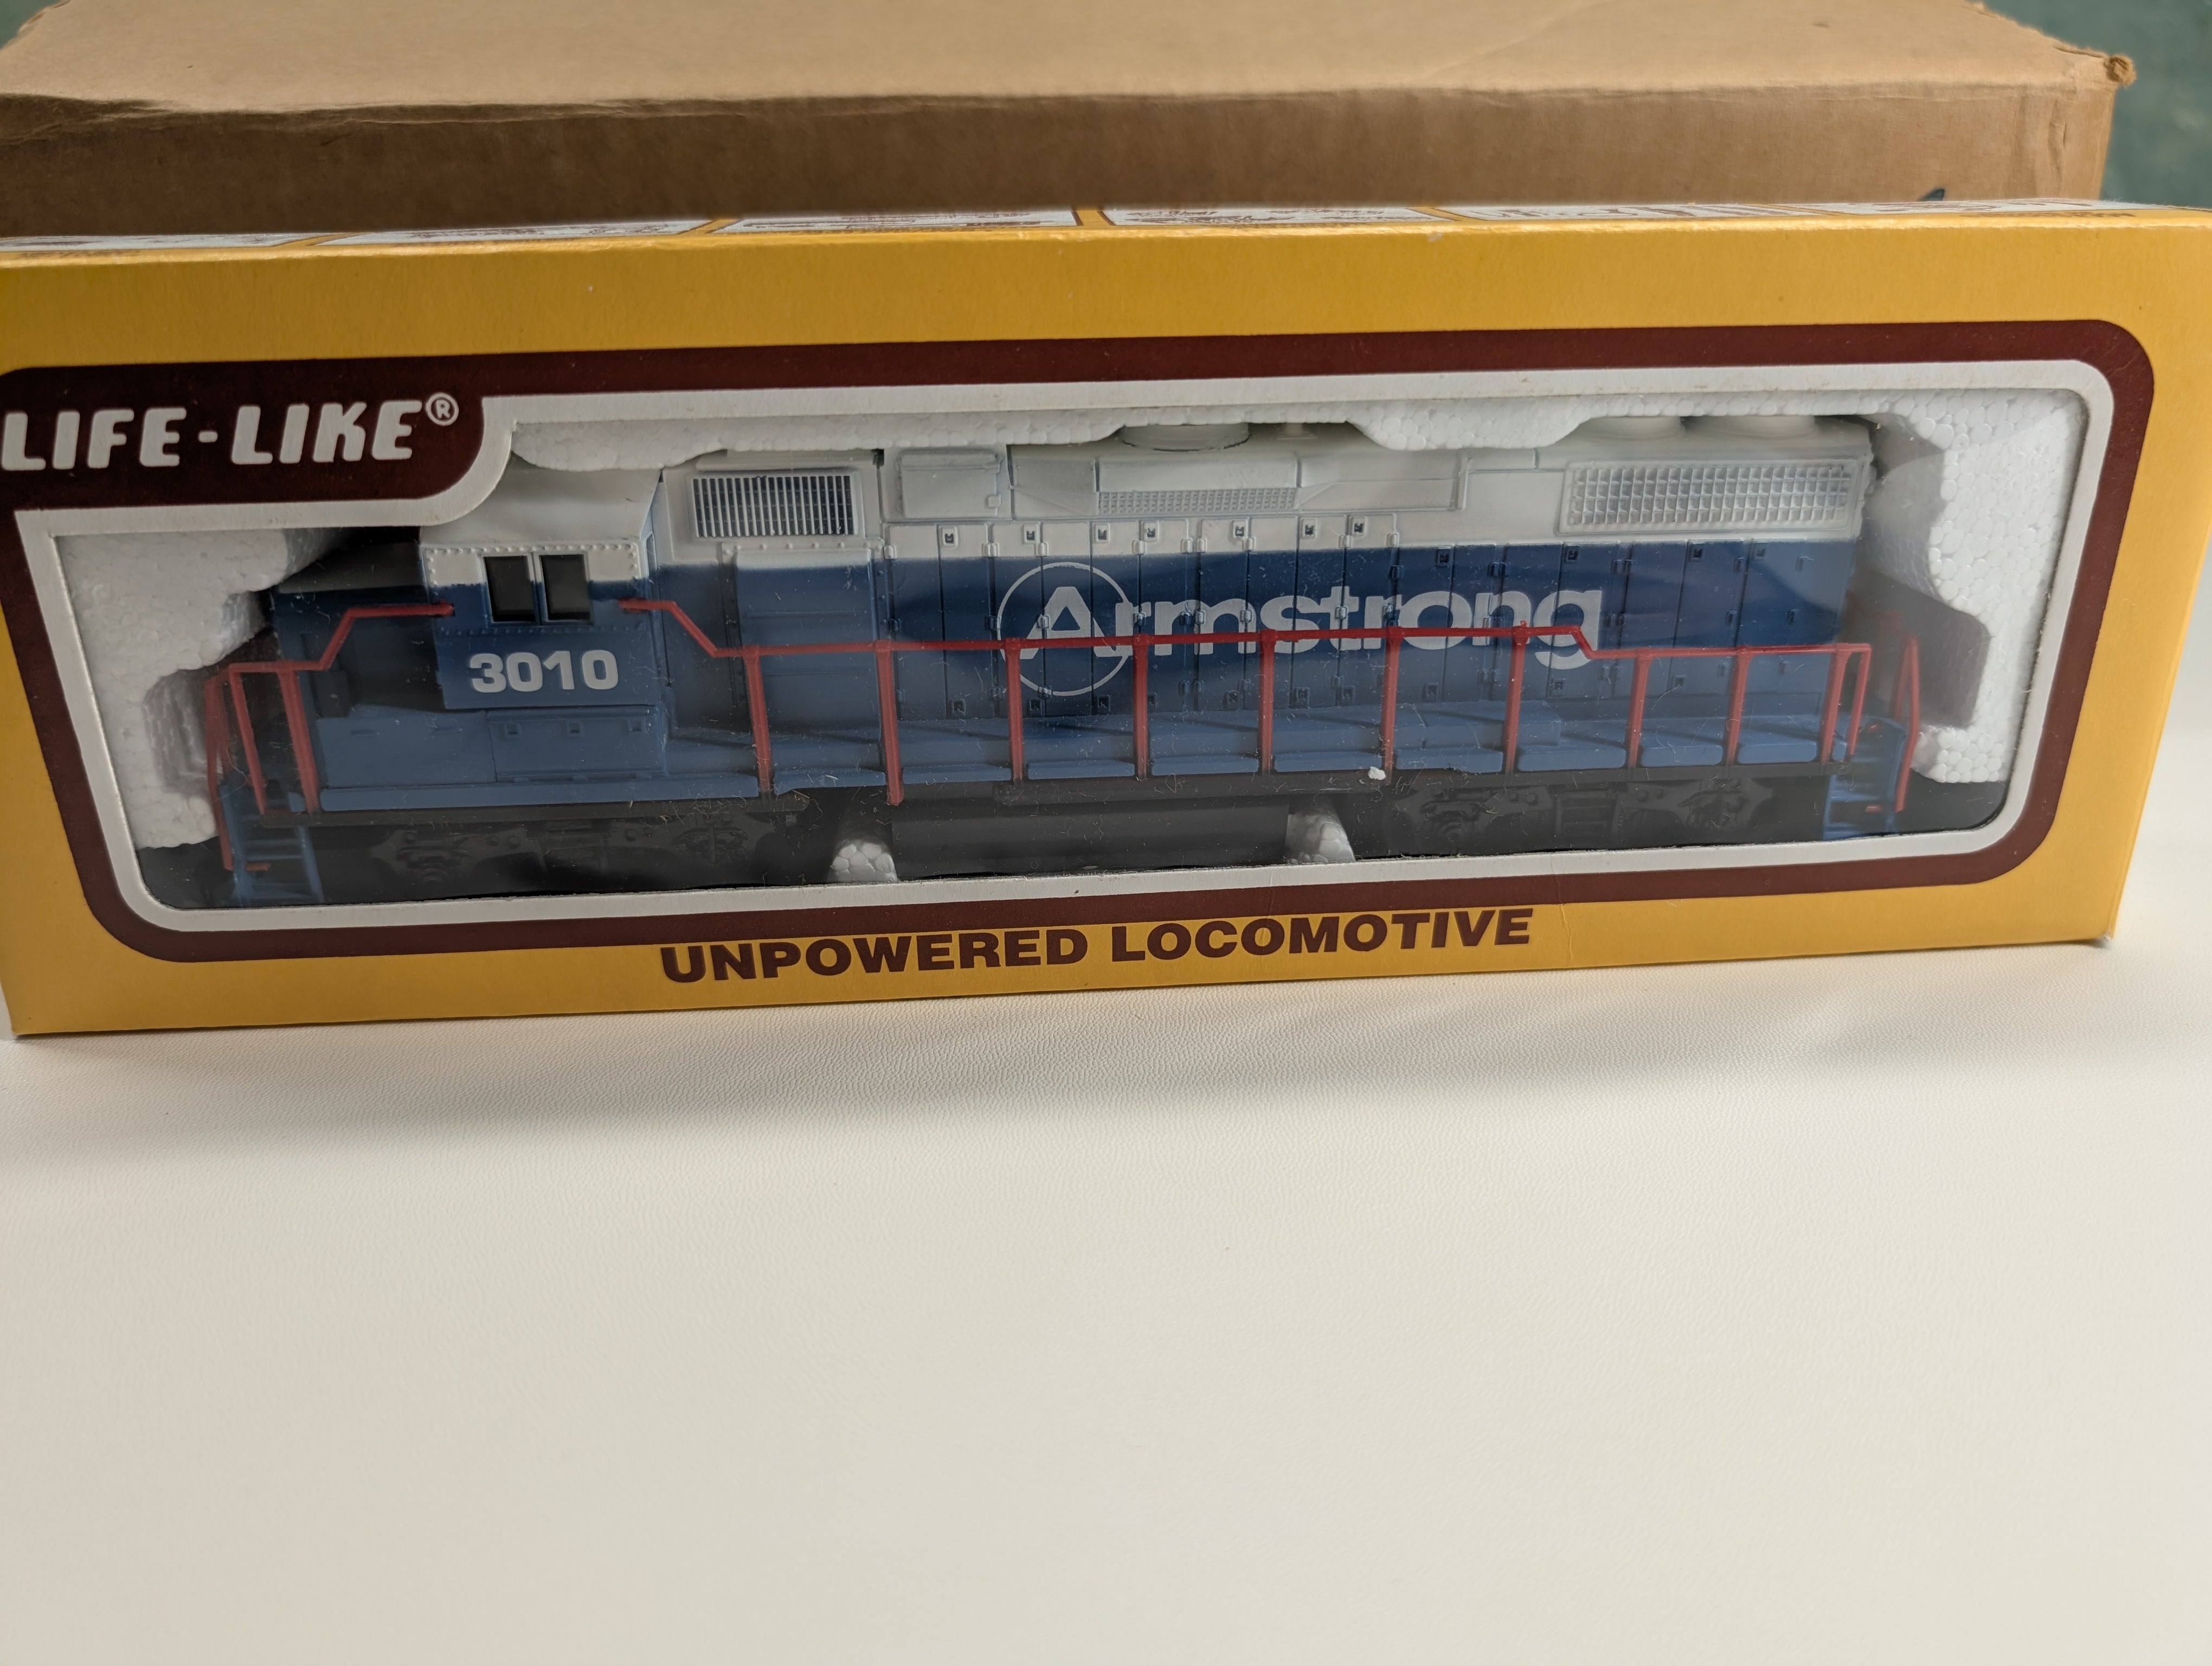 LIFE-LIKE®
Armstrong
3010
UNPOWERED LOCOMOTIVE